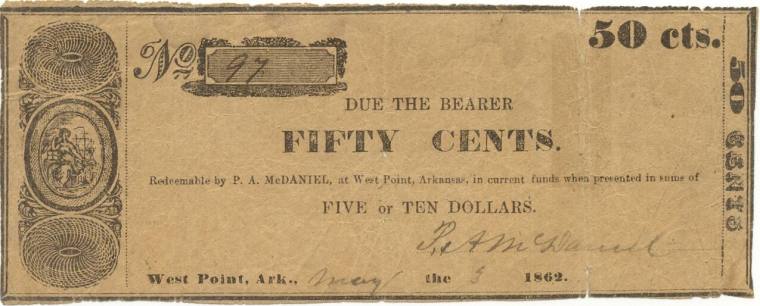 No 97
50 cts.
DUE THE BEARER
FIFTY CENTS.
Redeemable by P. A. McDANIEL, at West Point, Arkansas, in current funds when presented in sums of
FIVE or TEN DOLLARS.
P. A McDaniel
West Point, Ark., May the 3 1862.
50 CENTS